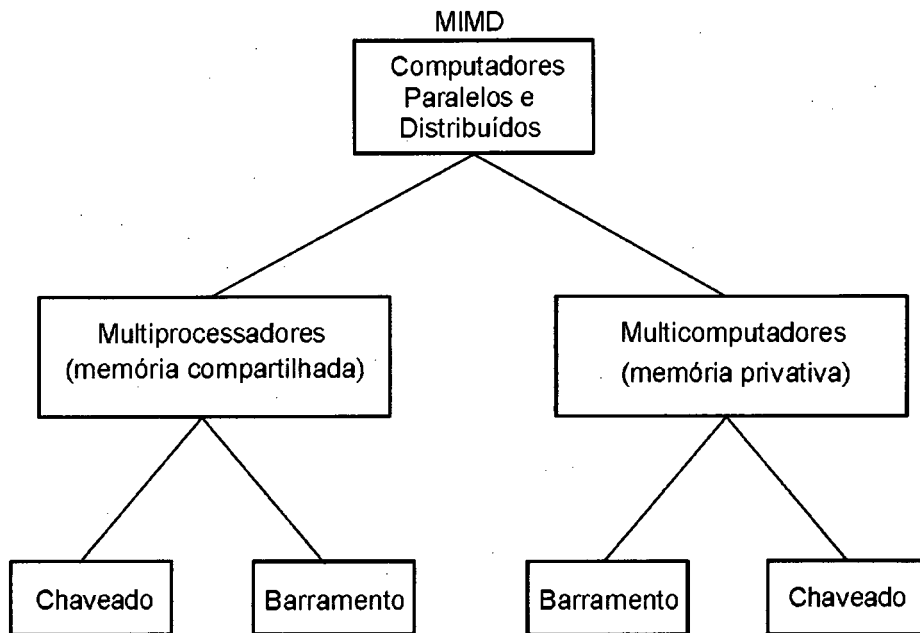 MIMD
Computadores
Paralelos e
Distribuídos
Multiprocessadores
(memória compartilhada)
Multicomputadores
(memória privativa)
Chaveado
Barramento
Barramento
Chaveado